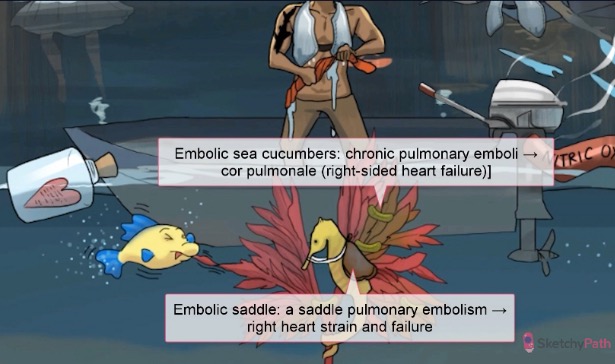 Embolic sea cucumbers: chronic pulmonary emboli →
cor pulmonale (right-sided heart failure)]
TRIC O
Embolic saddle: a saddle pulmonary embolism →
right heart strain and failure
SketchyPath